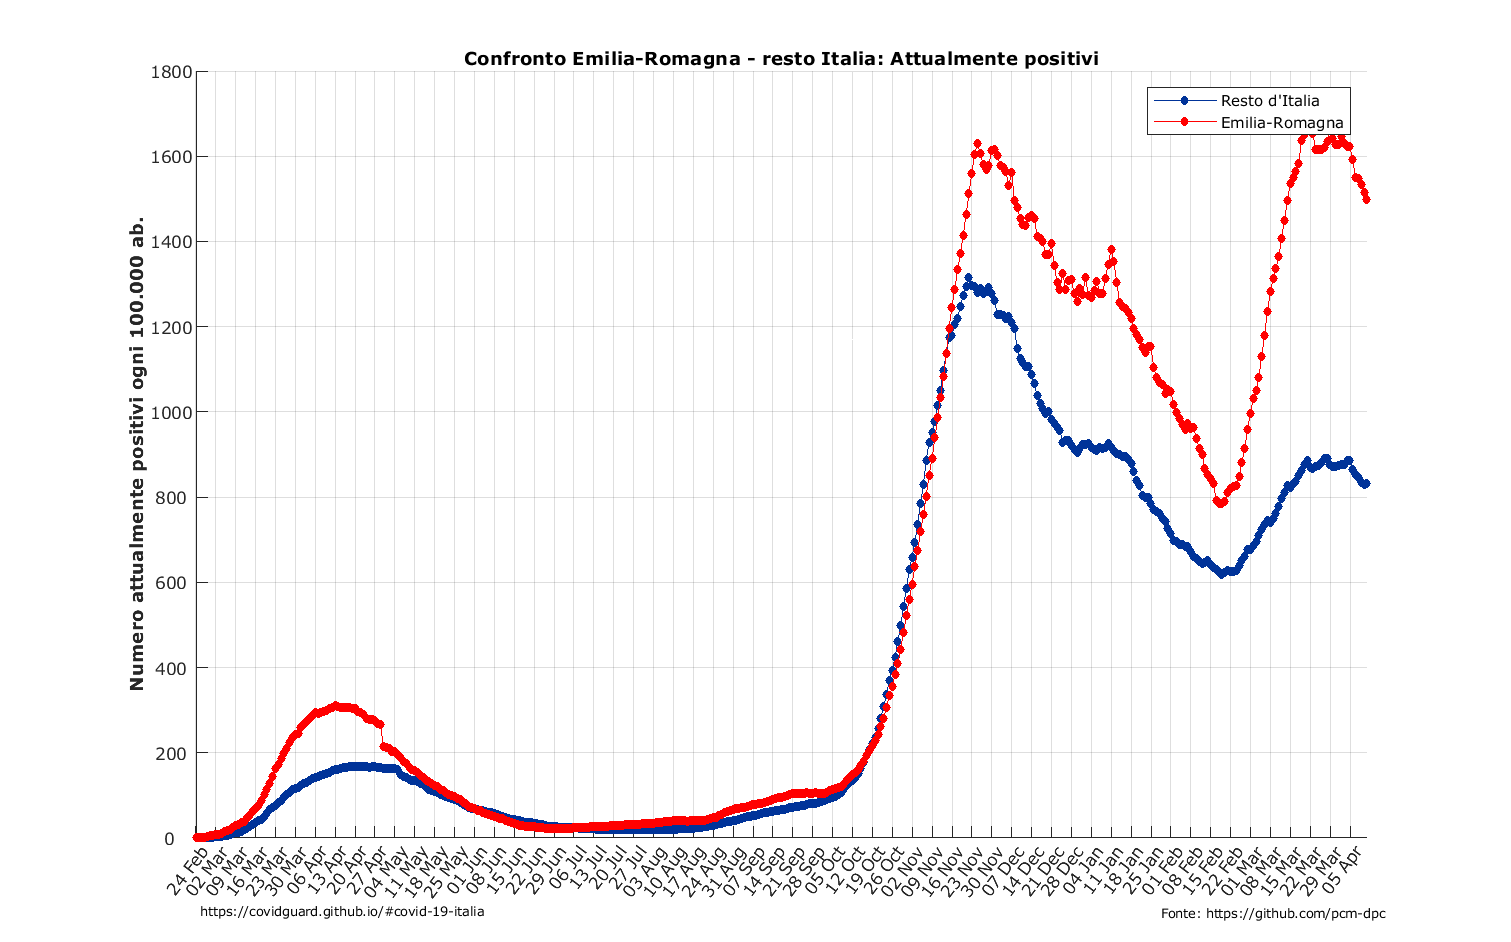 Confronto Emilia-Romagna - resto Italia: Attualmente positivi
Resto d'Italia
Emilia-Romagna
Numero attualmente positivi ogni 100.000 ab.
1800
1600
1400
1200
1000
800
600
400
200
0
24 Feb
02 Mar
09 Mar
16 Mar
23 Mar
30 Mar
06 Apr
13 Apr
20 Apr
27 Apr
04 May
11 May
18 May
25 May
01 Jun
08 Jun
15 Jun
22 Jun
29 Jun
06 Jul
13 Jul
20 Jul
27 Jul
03 Aug
10 Aug
17 Aug
24 Aug
31 Aug
07 Sep
14 Sep
21 Sep
28 Sep
05 Oct
12 Oct
19 Oct
26 Oct
02 Nov
09 Nov
16 Nov
23 Nov
30 Nov
07 Dec
14 Dec
21 Dec
28 Dec
04 Jan
11 Jan
18 Jan
25 Jan
01 Feb
08 Feb
15 Feb
22 Feb
01 Mar
08 Mar
15 Mar
22 Mar
29 Mar
05 Apr
https://covidguard.github.io/#covid-19-italia
Fonte: https://github.com/pcm-dpc